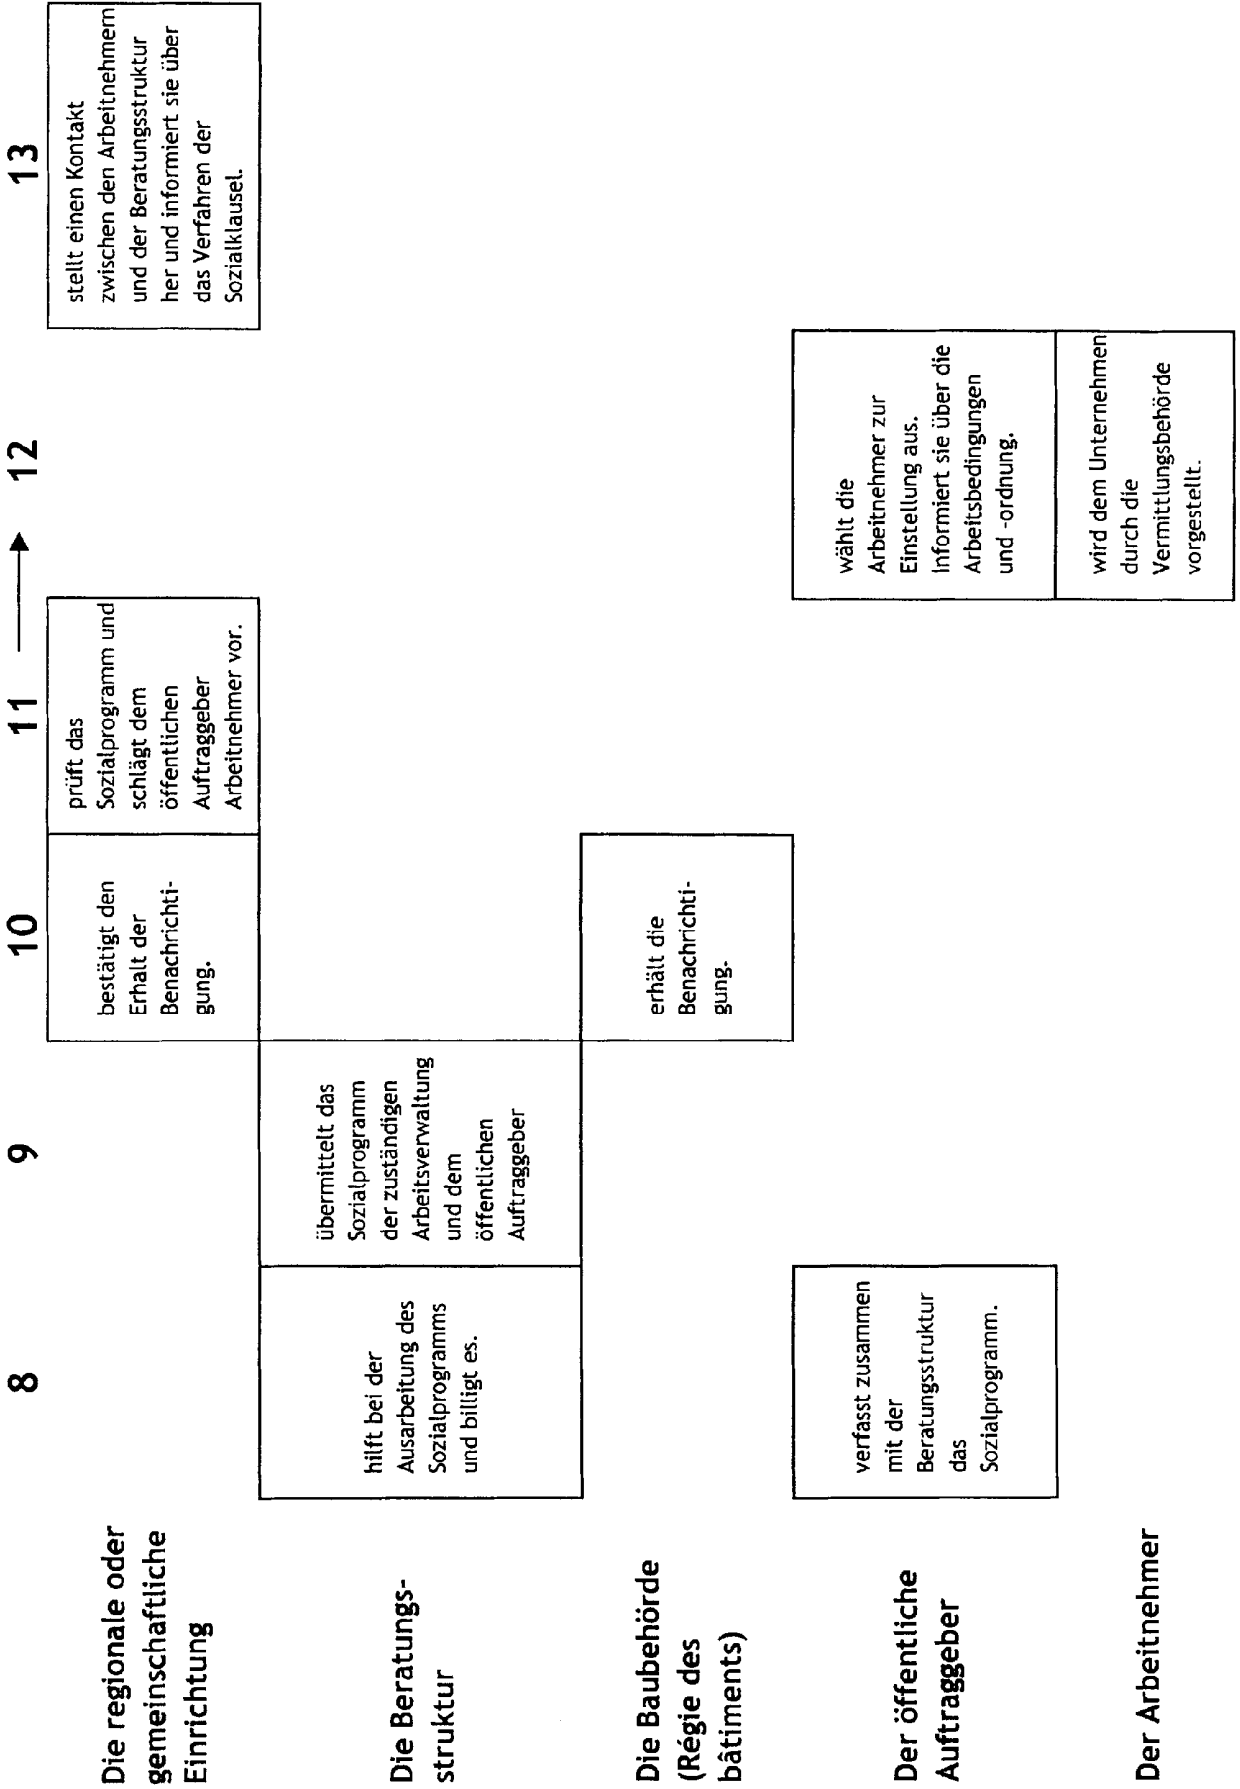 8
9
10
11
12
13
Die regionale oder
gemeinschaftliche
Einrichtung
bestätigt den
Erhalt der
Benachrichti-
gung.
prüft das
Sozialprogramm und
schlägt dem
öffentlichen
Auftraggeber
Arbeitnehmer vor.
stellt einen Kontakt
zwischen den Arbeitnehmern
und der Beratungsstruktur
her und informiert sie über
das Verfahren der
Sozialklausel.
Die Beratungs-
struktur
hilft bei der
Ausarbeitung des
Sozialprogramms
und billigt es.
übermittelt das
Sozialprogramm
der zuständigen
Arbeitsverwaltung
und dem
öffentlichen
Auftraggeber
Die Baubehörde
(Régie des
bâtiments)
erhält die
Benachrichti-
gung.
Der öffentliche
Auftraggeber
verfasst zusammen
mit der
Beratungsstruktur
das
Sozialprogramm.
wählt die
Arbeitnehmer zur
Einstellung aus.
Informiert sie über die
Arbeitsbedingungen
und -ordnung.
Der Arbeitnehmer
wird dem Unternehmen
durch die
Vermittlungsbehörde
vorgestellt.